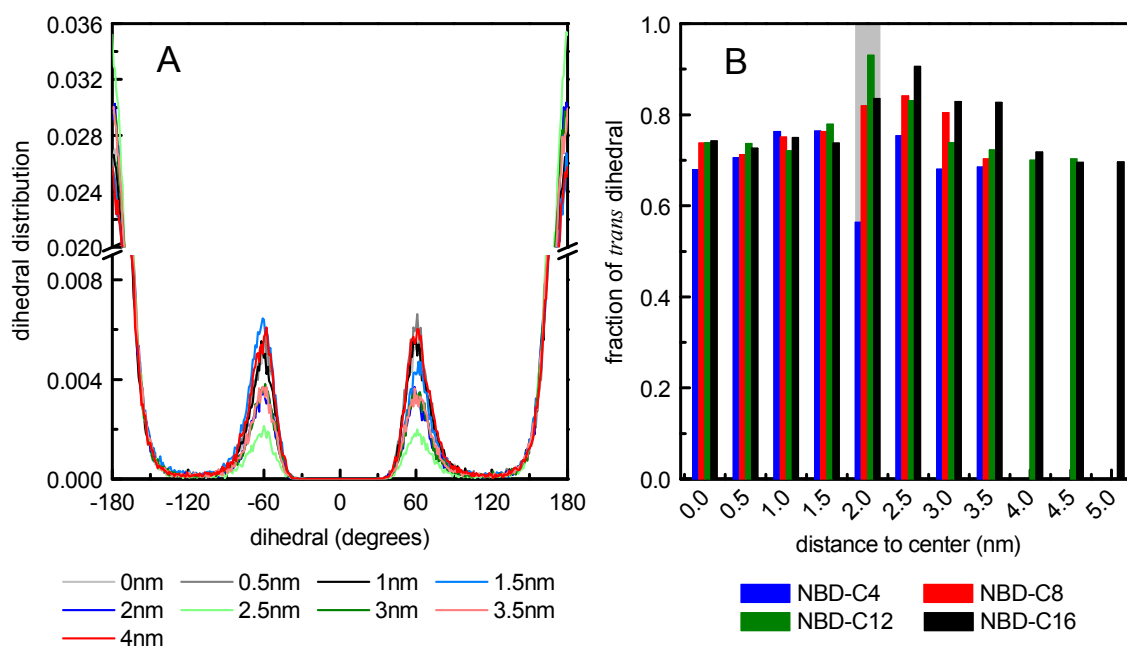 A
dihedral distribution
0.036
0.032
0.028
0.024
0.020
0.008
0.004
0.000
-180 -120 -60 0 60 120 180
dihedral (degrees)
0nm 0.5nm 1nm 1.5nm
2nm 2.5nm 3nm 3.5nm
4nm
B
fraction of trans dihedral
1.0
0.8
0.6
0.4
0.2
0.0
0.0 0.5 1.0 1.5 2.0 2.5 3.0 3.5 4.0 4.5 5.0
distance to center (nm)
NBD-C4 NBD-C8
NBD-C12 NBD-C16